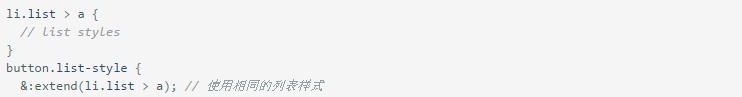 li.list > a {
  // list styles
}
button.list-style {
  &:extend(li.list > a); // 使用相同的列表样式